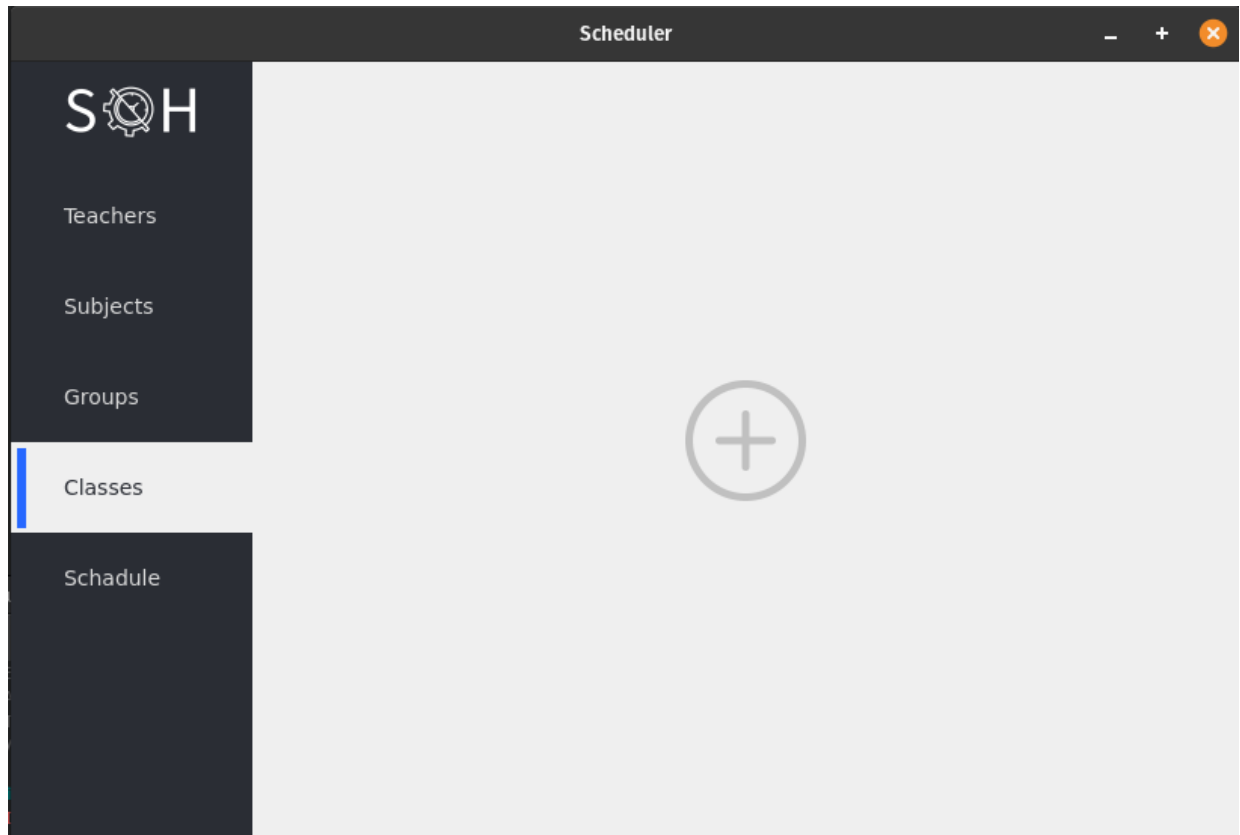 Scheduler
S H
Teachers
Subjects
Groups
Classes
Schadule